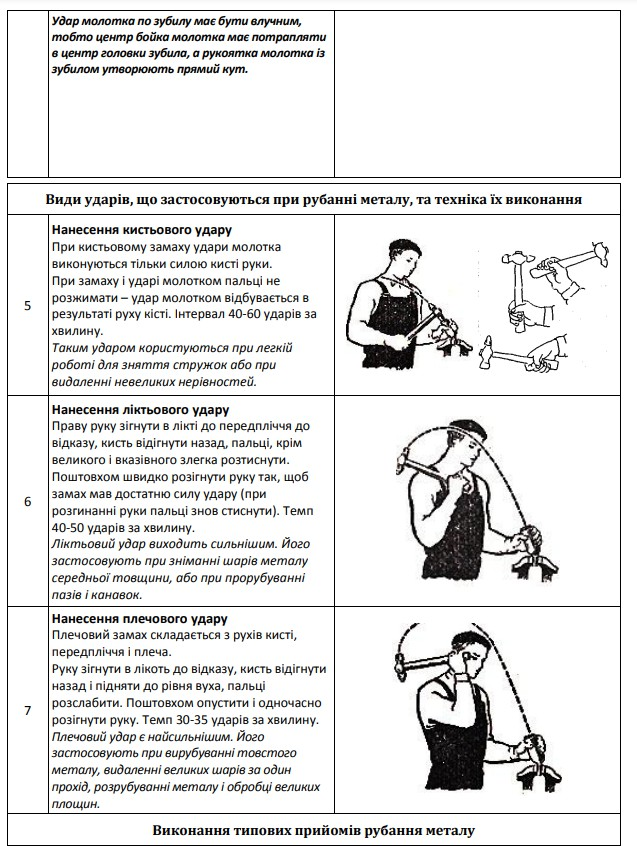 Удар молотка по зубилу має бути влучним,
тобто центр бойка молотка має потрапляти
в центр головки зубила, а рукоятка молотка із
зубилом утворюють прямий кут.
Види ударів, що застосовуються при рубанні металу, та техніка їх виконання
5
Нанесення кистьового удару
При кистьовому замаху удари молотка
виконуються тільки силою кисті руки.
При замаху і ударі молотком пальці не
розжимати – удар молотком відбувається в
результаті руху кісті. Інтервал 40-60 ударів за
хвилину.
Таким ударом користуються при легкій
роботі для зняття стружок або при
видаленні невеликих нерівностей.
6
Нанесення ліктьового удару
Праву руку зігнути в лікті до передпліччя до
відказу, кисть відігнути назад, пальці, крім
великого і вказівного злегка розтиснути.
Поштовхом швидко розігнути руку так, щоб
замах мав достатню силу удару (при
розгинанні руки пальці знов стиснути). Темп
40-50 ударів за хвилину.
Ліктьовий удар виходить сильнішим. Його
застосовують при зніманні шарів металу
середньої товщини, або при прорубуванні
пазів і канавок.
7
Нанесення плечового удару
Плечовий замах складається з рухів кисті,
передпліччя і плеча.
Руку зігнути в лікоть до відказу, кисть відігнути
назад і підняти до рівня вуха, пальці
розслабити. Поштовхом опустити і одночасно
розігнути руку. Темп 30-35 ударів за хвилину.
Плечовий удар є найсильнішим. Його
застосовують при вирубуванні товстого
металу, видаленні великих шарів за один
прохід, розрубуванні металу і обробці великих
площин.
Виконання типових прийомів рубання металу